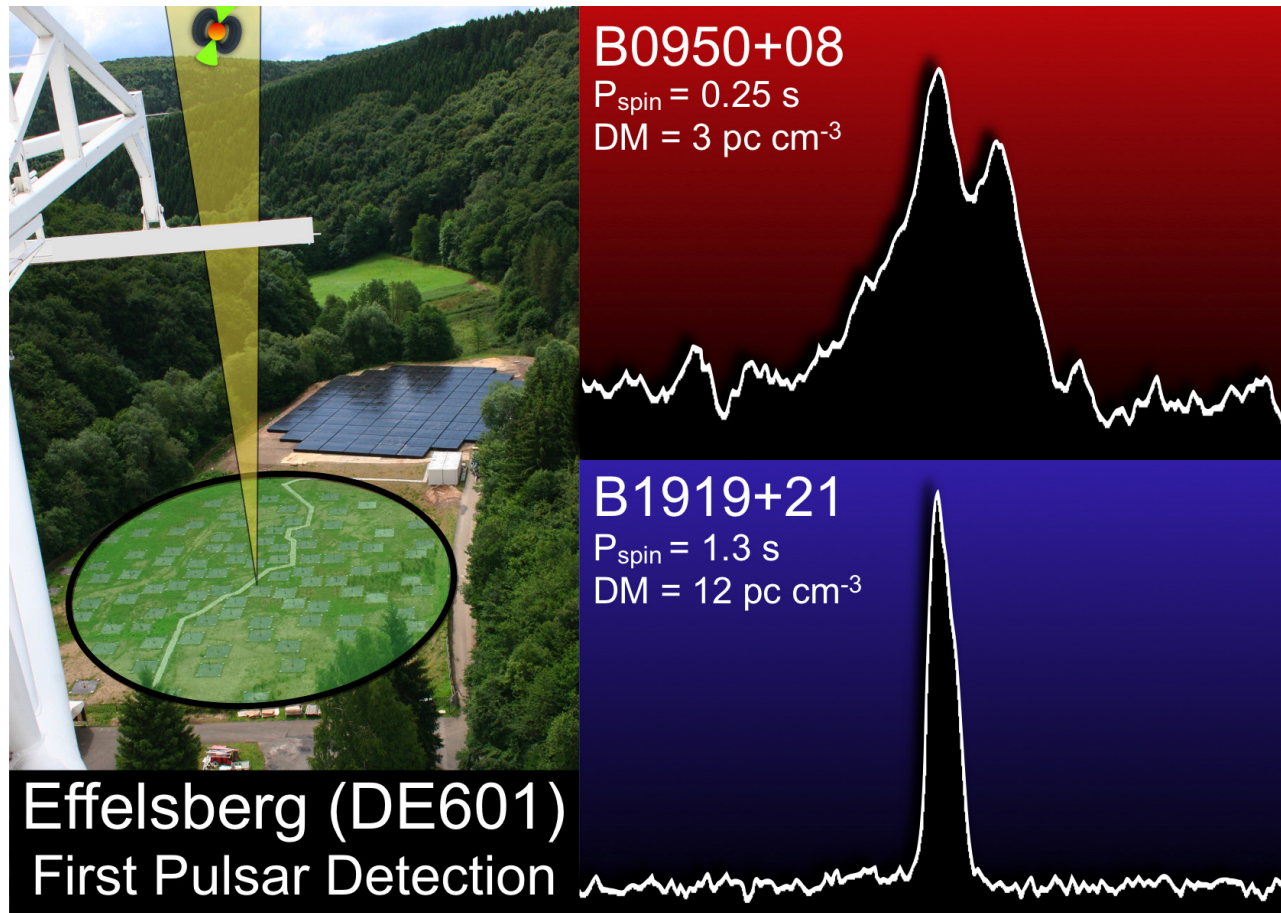 B0950+08
Pspin = 0.25 s
DM = 3 pc cm-3
B1919+21
Pspin = 1.3 s
DM = 12 pc cm-3
Effelsberg (DE601)
First Pulsar Detection